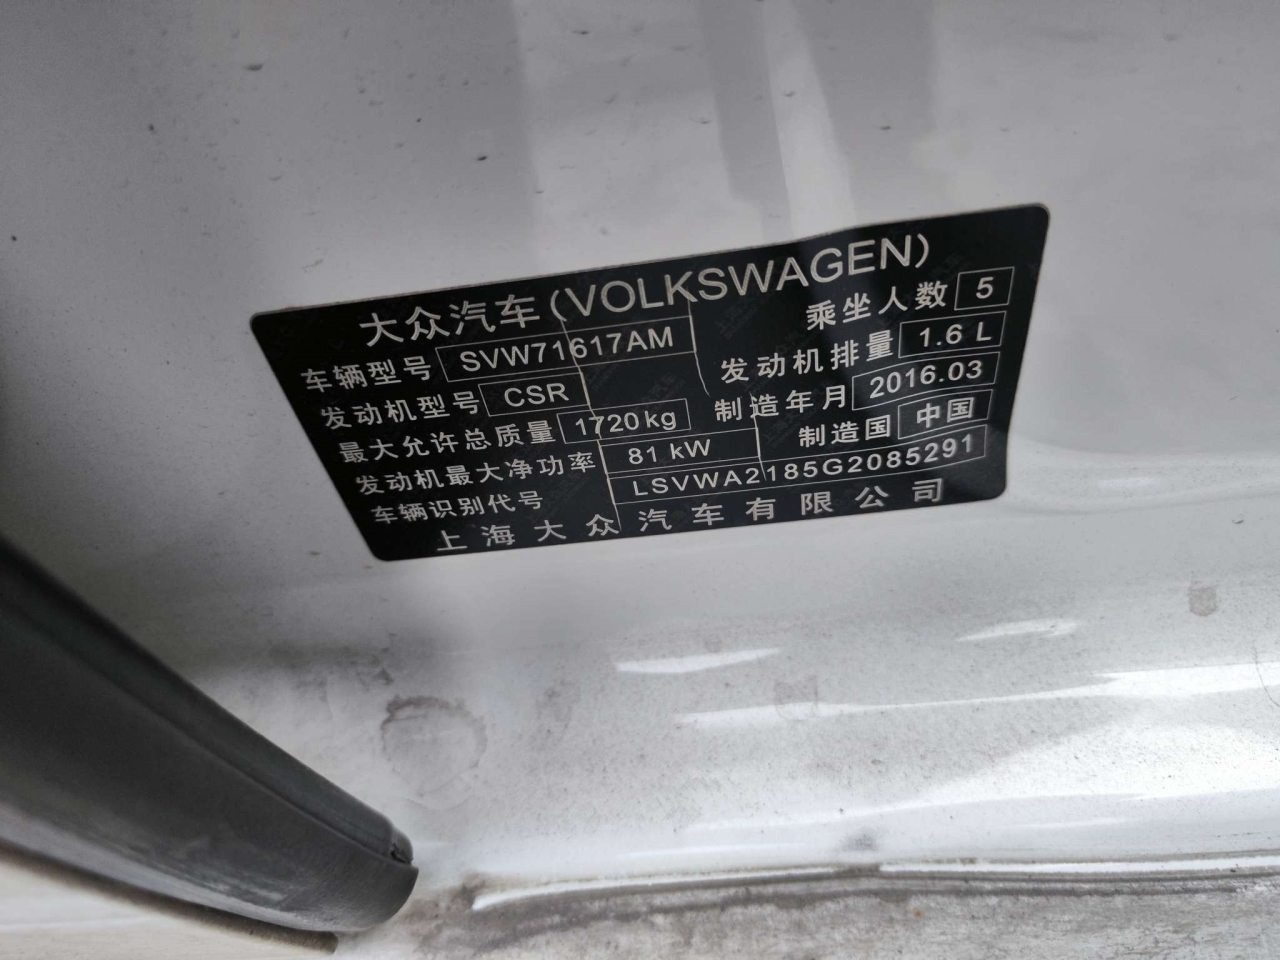 大众汽车(VOLKSWAGEN)
车辆型号 SVW71617AM 乘坐人数 5
发动机型号 CSR 发动机排量 1.6 L
最大允许总质量 1720kg 制造年月 2016.03
发动机最大净功率 81 kW 制造国 中国
车辆识别代号 LSVWA2185G2085291
上海大众汽车有限公司